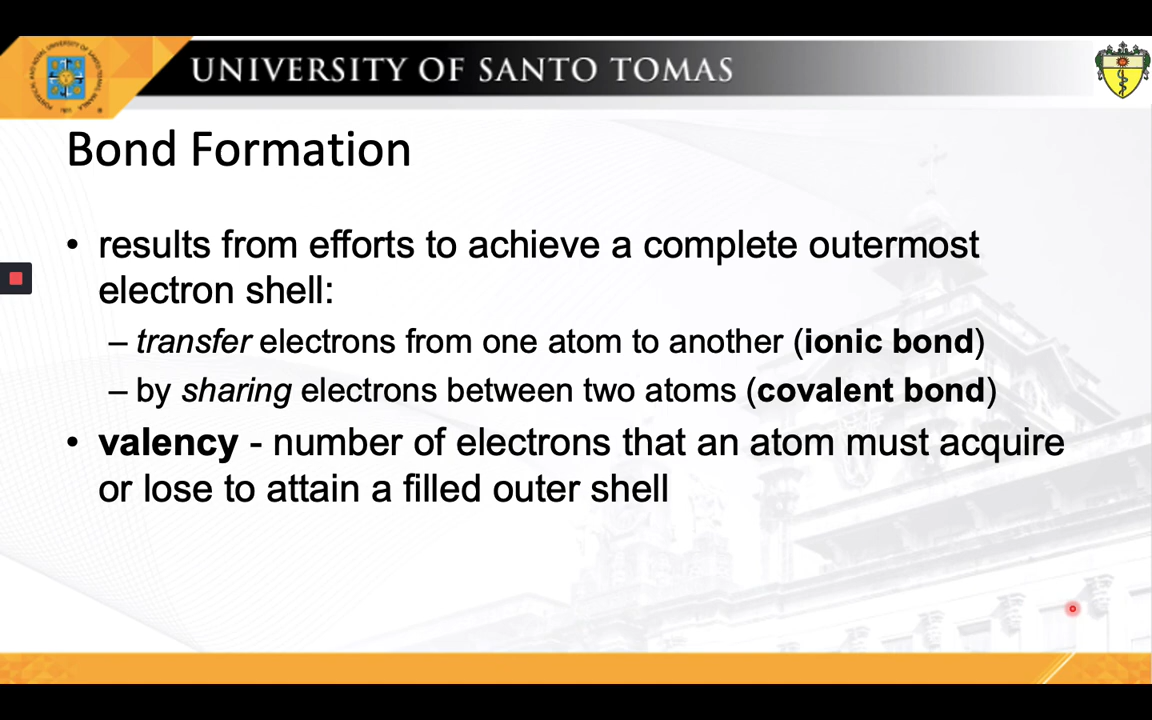 UNIVERSITY OF SANTO TOMAS
Bond Formation
• results from efforts to achieve a complete outermost
electron shell:
– transfer electrons from one atom to another (ionic bond)
– by sharing electrons between two atoms (covalent bond)
• valency - number of electrons that an atom must acquire
or lose to attain a filled outer shell